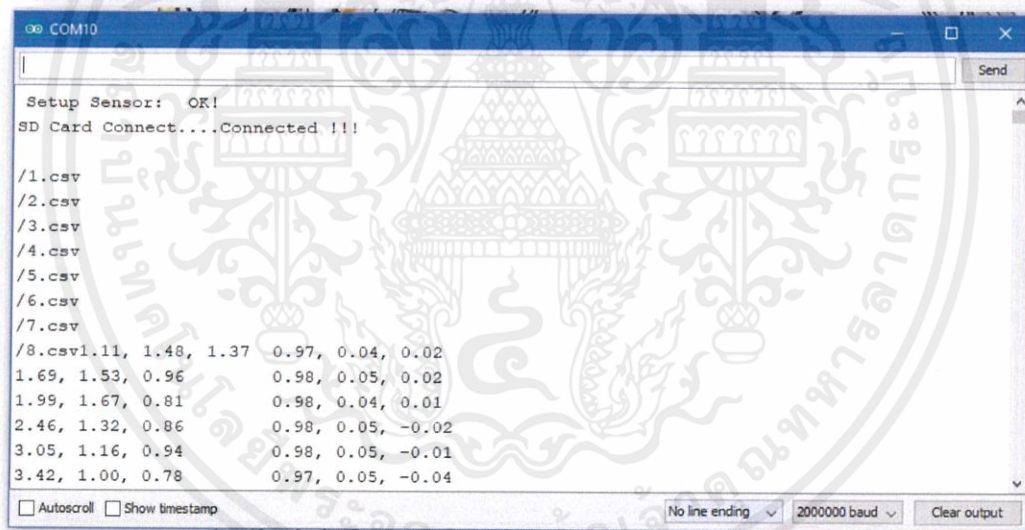 COM10
Send
Setup Sensor: OK!
SD Card Connect....Connected !!!
/1.csv
/2.csv
/3.csv
/4.csv
/5.csv
/6.csv
/7.csv
/8.csv1.11, 1.48, 1.37 0.97, 0.04, 0.02
1.69, 1.53, 0.96 0.98, 0.05, 0.02
1.99, 1.67, 0.81 0.98, 0.04, 0.01
2.46, 1.32, 0.86 0.98, 0.05, -0.02
3.05, 1.16, 0.94 0.98, 0.05, -0.01
3.42, 1.00, 0.78 0.97, 0.05, -0.04
Autoscroll Show timestamp No line ending 2000000 baud Clear output